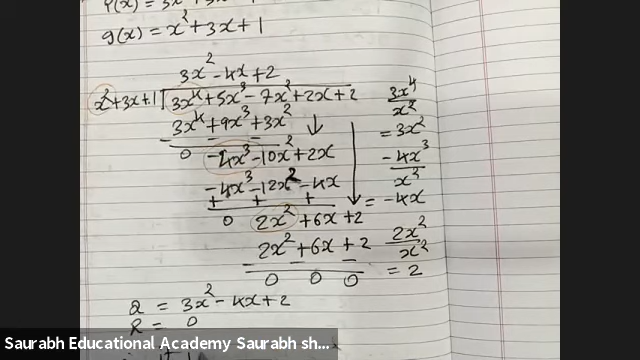 g(x) = x² + 3x + 1
3x² - 4x + 2
x² + 3x + 1 3x⁴ + 5x³ - 7x² + 2x + 2
3x⁴ + 9x³ + 3x²
- - -
0 - 4x³ - 10x² + 2x
- 4x³ - 12x² - 4x
+ + +
0 2x² + 6x + 2
2x² + 6x + 2
- - -
0 0 0
3x⁴
x²
= 3x²
- 4x³
x²
= - 4x
2x²
x²
= 2
Q = 3x² - 4x + 2
R = 0
Saurabh Educational Academy Saurabh sh...